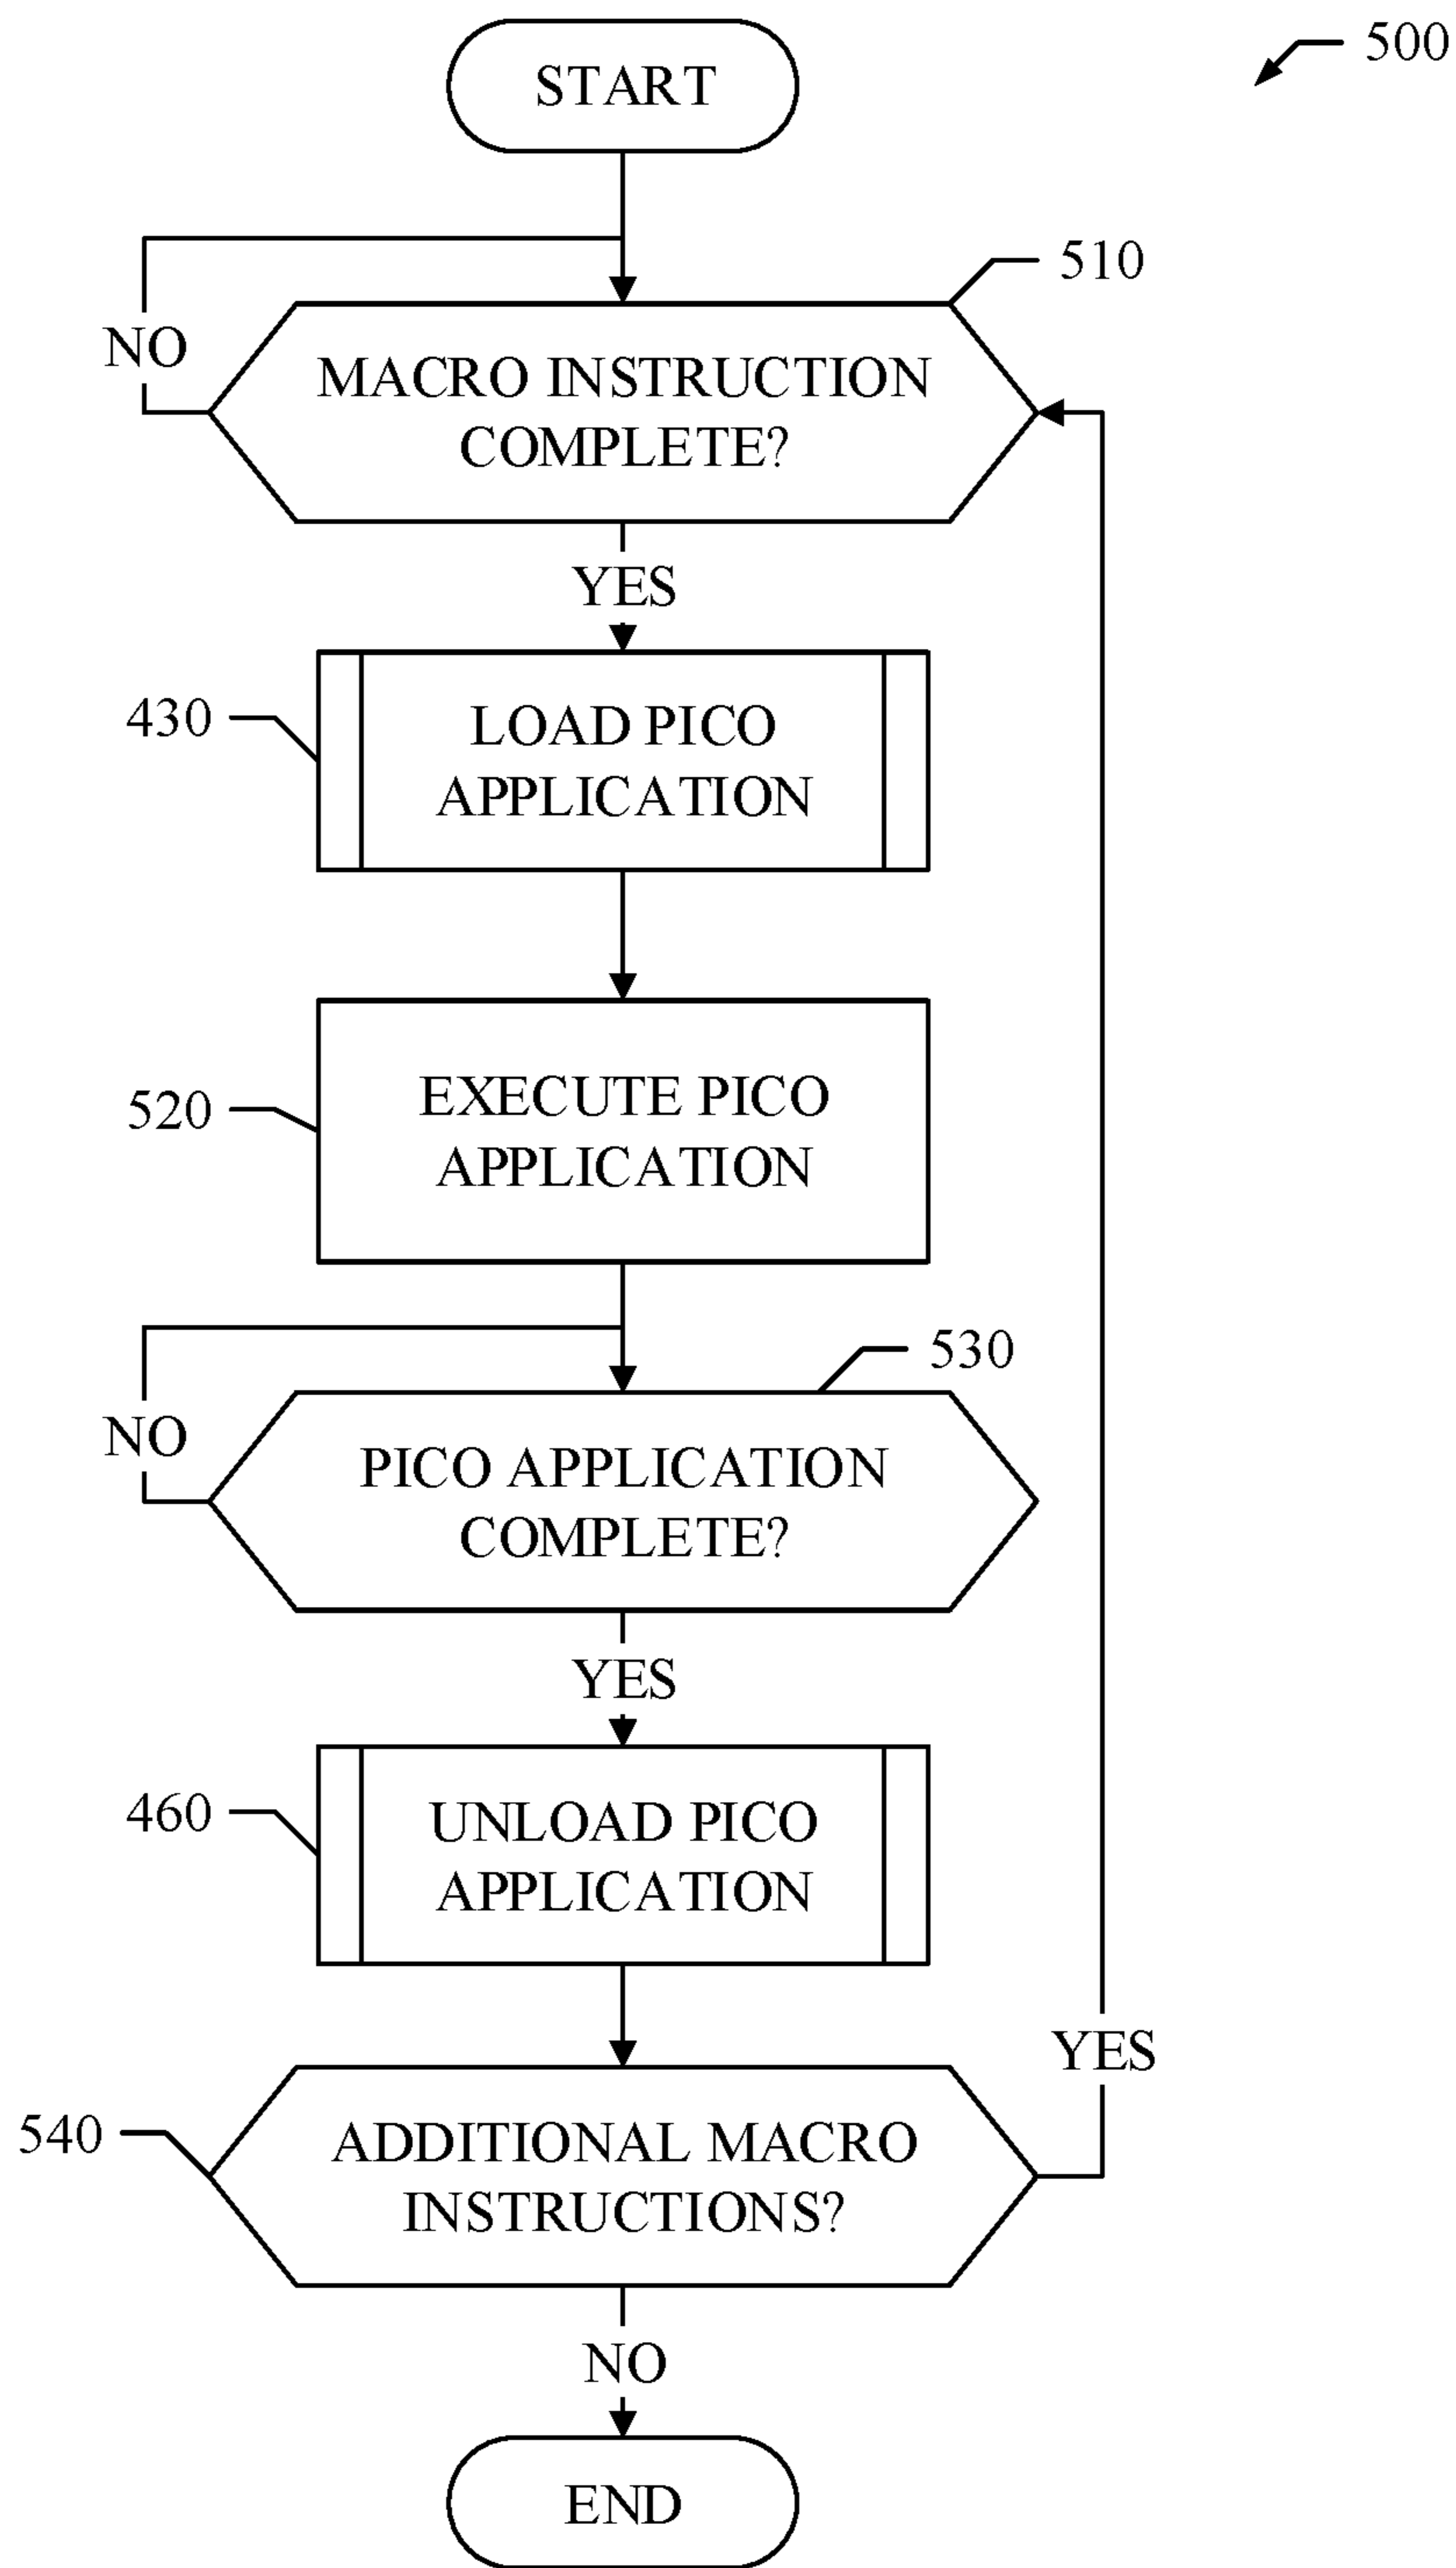 500
START
510
NO
MACRO INSTRUCTION
COMPLETE?
YES
430
LOAD PICO
APPLICATION
520
EXECUTE PICO
APPLICATION
530
NO
PICO APPLICATION
COMPLETE?
YES
460
UNLOAD PICO
APPLICATION
YES
540
ADDITIONAL MACRO
INSTRUCTIONS?
NO
END